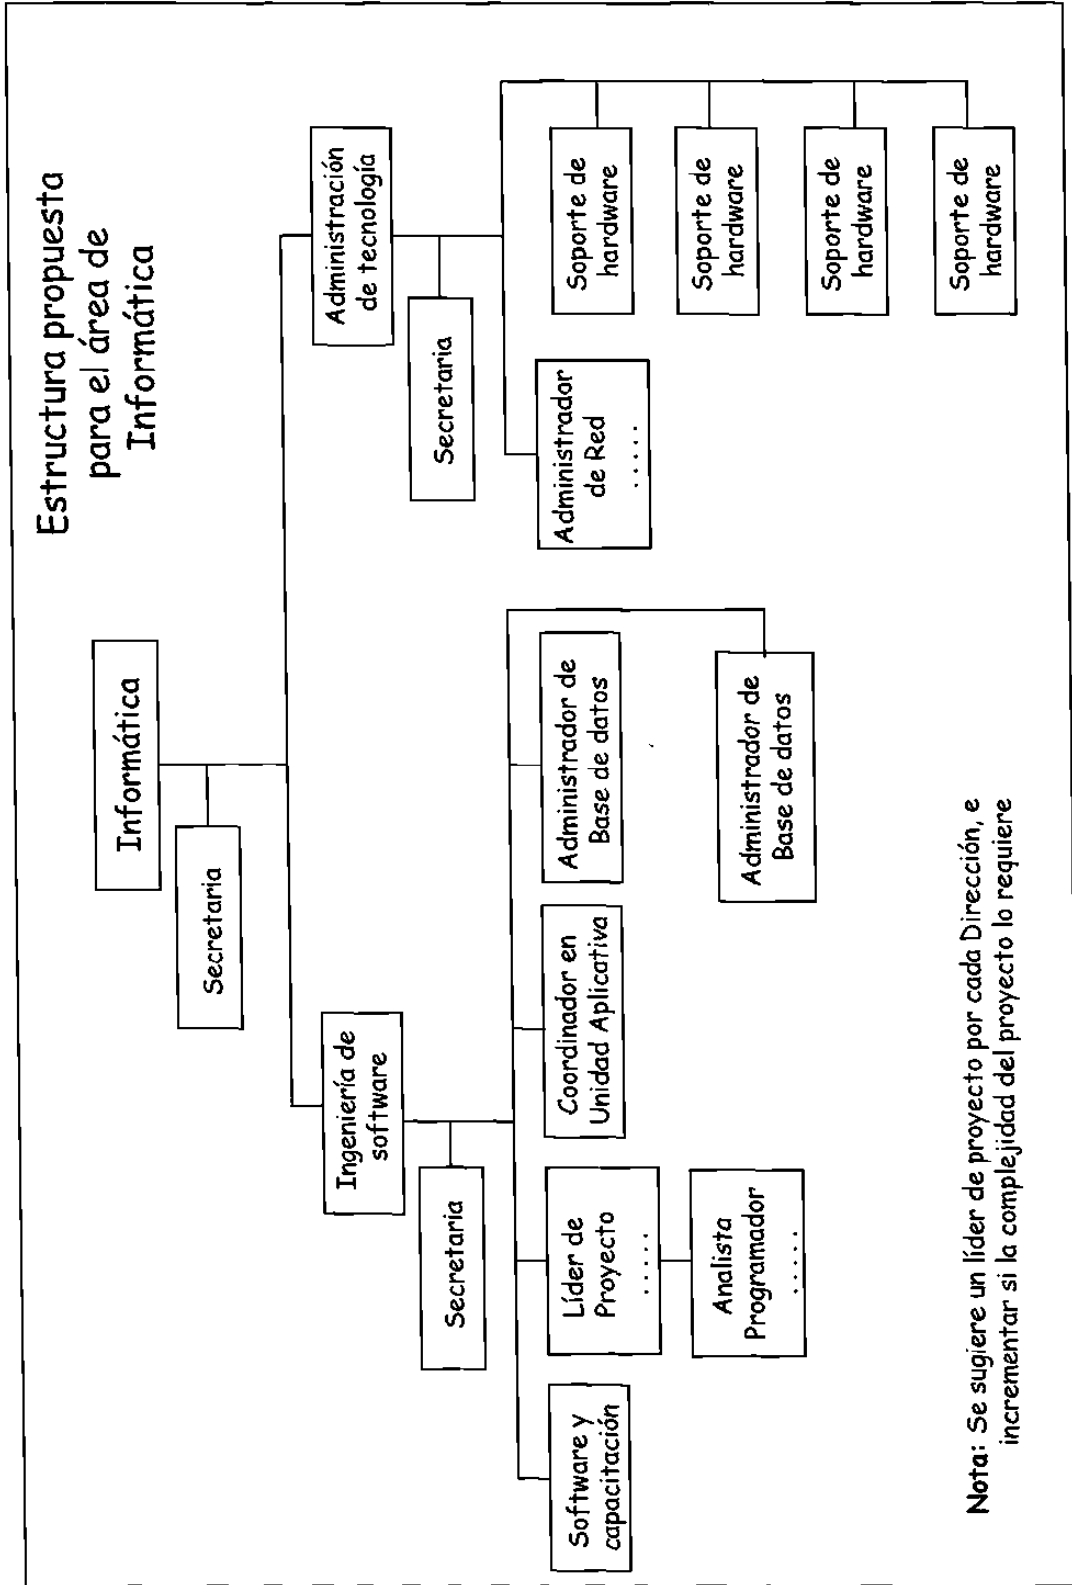 Estructura propuesta
para el área de
Informática
Informática
Secretaria
Ingeniería de
software
Administración
de tecnología
Secretaria
Secretaria
Software y
capacitación
Líder de
Proyecto
......
Coordinador en
Unidad Aplicativa
Administrador de
Base de datos
Administrador
de Red
.....
Soporte de
hardware
Soporte de
hardware
Soporte de
hardware
Soporte de
hardware
Analista
Programador
.....
Administrador de
Base de datos
Nota: Se sugiere un líder de proyecto por cada Dirección, e
incrementar si la complejidad del proyecto lo requiere